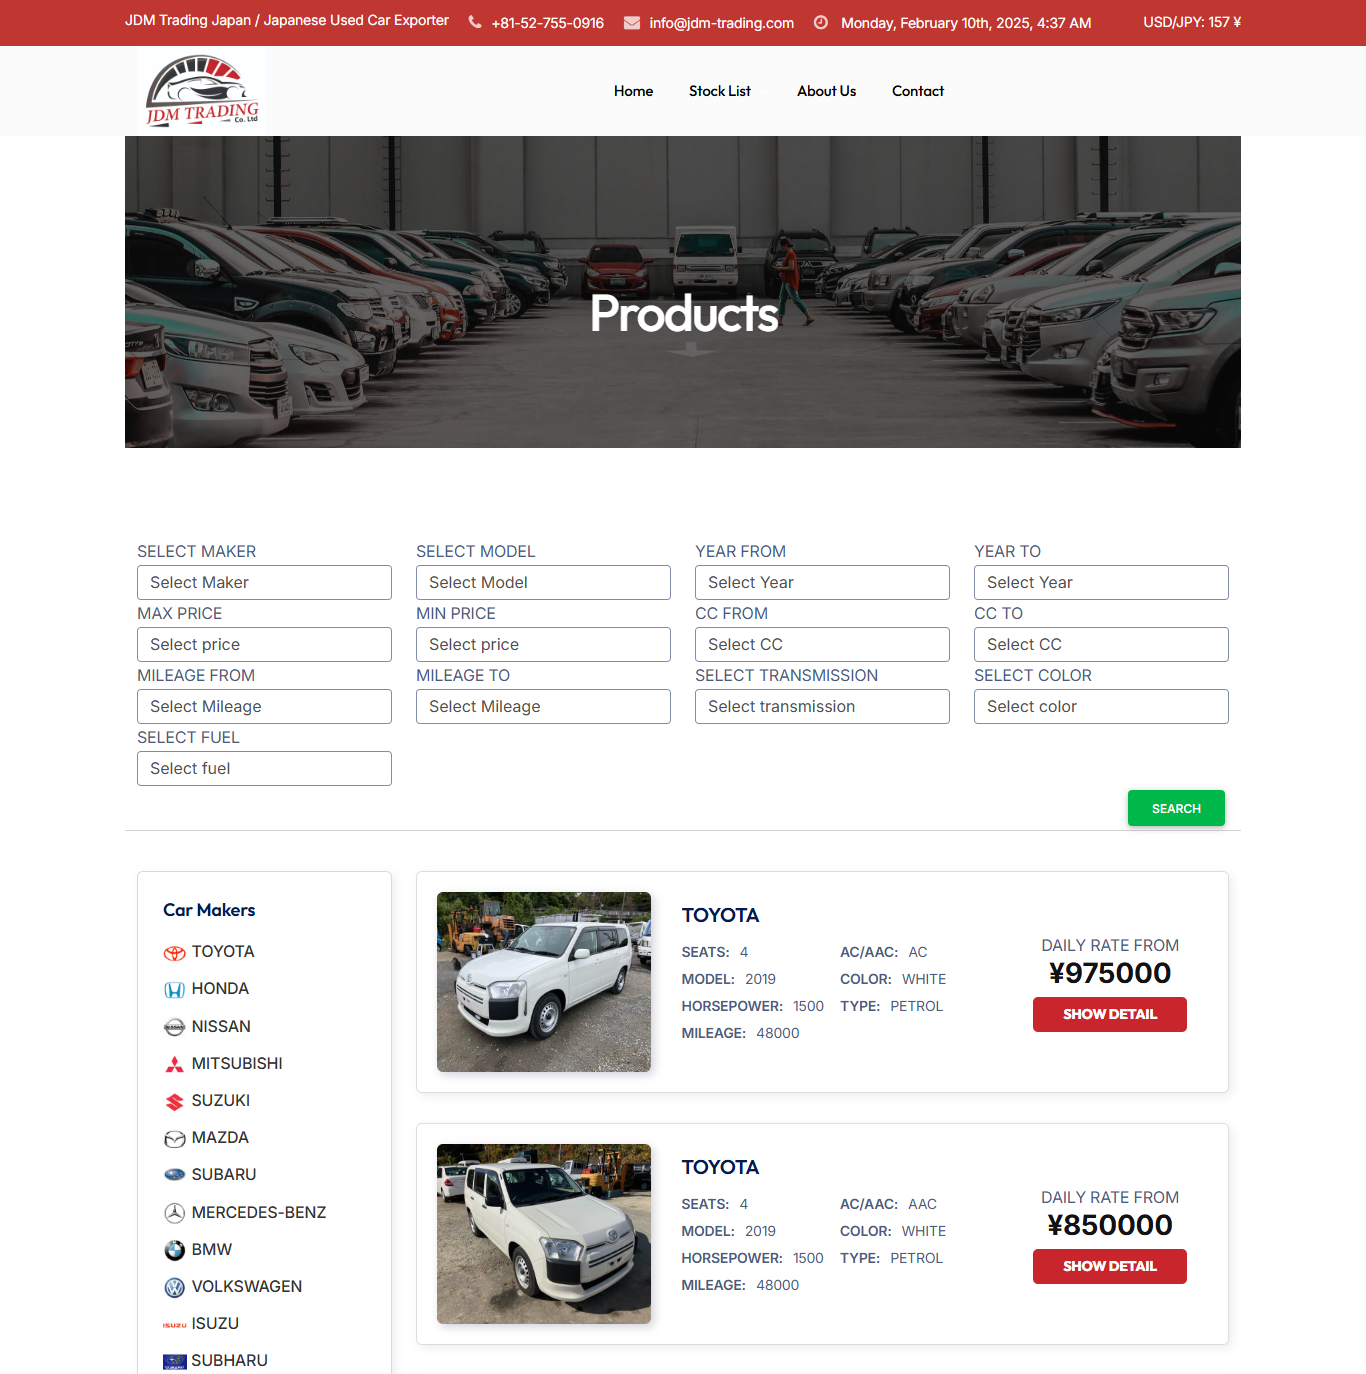 JDM Trading Japan / Japanese Used Car Exporter +81-52-755-0916 info@jdm-trading.com Monday, February 10th, 2025, 4:37 AM USD/JPY: 157 ¥
JDM TRADING
Co. Ltd
Home Stock List About Us Contact
Products
SELECT MAKER SELECT MODEL YEAR FROM YEAR TO
Select Maker Select Model Select Year Select Year
MAX PRICE MIN PRICE CC FROM CC TO
Select price Select price Select CC Select CC
MILEAGE FROM MILEAGE TO SELECT TRANSMISSION SELECT COLOR
Select Mileage Select Mileage Select transmission Select color
SELECT FUEL
Select fuel
SEARCH
Car Makers
TOYOTA
HONDA
NISSAN
MITSUBISHI
SUZUKI
MAZDA
SUBARU
MERCEDES-BENZ
BMW
VOLKSWAGEN
ISUZU ISUZU
SUBHARU
TOYOTA
SEATS: 4 AC/AAC: AC
MODEL: 2019 COLOR: WHITE
HORSEPOWER: 1500 TYPE: PETROL
MILEAGE: 48000
DAILY RATE FROM
¥975000
SHOW DETAIL
TOYOTA
SEATS: 4 AC/AAC: AAC
MODEL: 2019 COLOR: WHITE
HORSEPOWER: 1500 TYPE: PETROL
MILEAGE: 48000
DAILY RATE FROM
¥850000
SHOW DETAIL